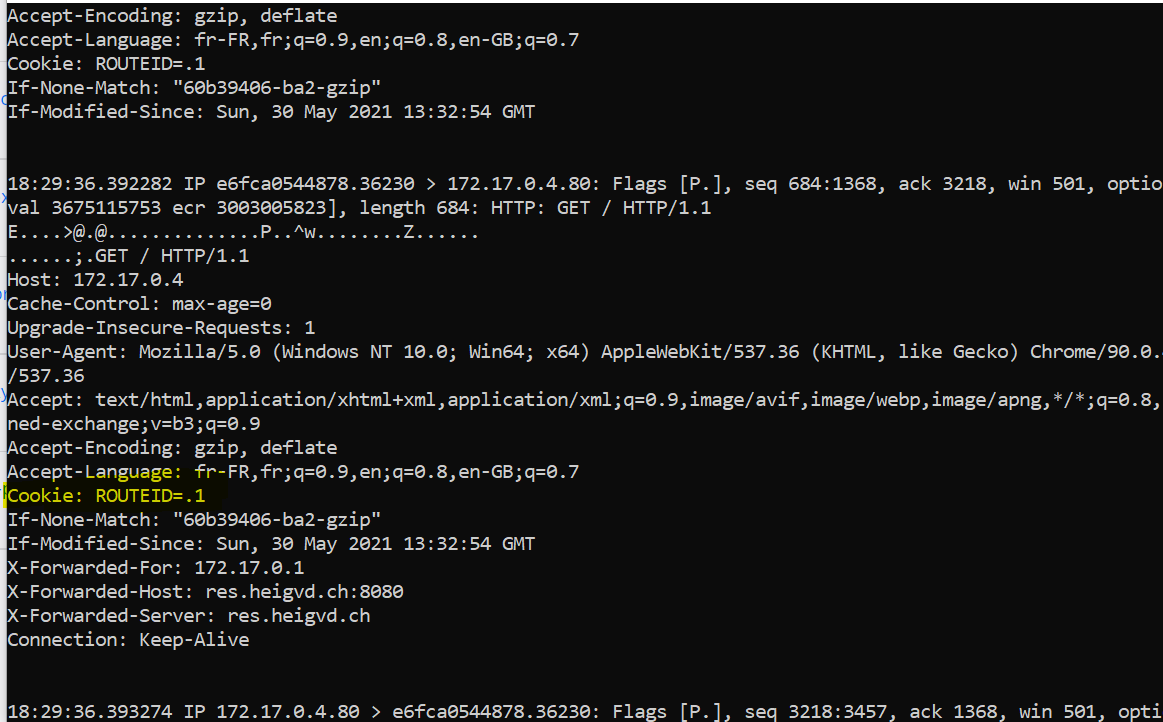 Accept-Encoding: gzip, deflate
Accept-Language: fr-FR,fr;q=0.9,en;q=0.8,en-GB;q=0.7
Cookie: ROUTEID=.1
If-None-Match: "60b39406-ba2-gzip"
If-Modified-Since: Sun, 30 May 2021 13:32:54 GMT
18:29:36.392282 IP e6fca0544878.36230 > 172.17.0.4.80: Flags [P.], seq 684:1368, ack 3218, win 501, optio
val 3675115753 ecr 3003005823], length 684: HTTP: GET / HTTP/1.1
E....>@.@..............P..^w........Z......
......;.GET / HTTP/1.1
Host: 172.17.0.4
Cache-Control: max-age=0
Upgrade-Insecure-Requests: 1
User-Agent: Mozilla/5.0 (Windows NT 10.0; Win64; x64) AppleWebKit/537.36 (KHTML, like Gecko) Chrome/90.0.
/537.36
Accept: text/html,application/xhtml+xml,application/xml;q=0.9,image/avif,image/webp,image/apng,*/*;q=0.8,
ned-exchange;v=b3;q=0.9
Accept-Encoding: gzip, deflate
Accept-Language: fr-FR,fr;q=0.9,en;q=0.8,en-GB;q=0.7
Cookie: ROUTEID=.1
If-None-Match: "60b39406-ba2-gzip"
If-Modified-Since: Sun, 30 May 2021 13:32:54 GMT
X-Forwarded-For: 172.17.0.1
X-Forwarded-Host: res.heigvd.ch:8080
X-Forwarded-Server: res.heigvd.ch
Connection: Keep-Alive
18:29:36.393274 IP 172.17.0.4.80 > e6fca0544878.36230: Flags [P.], seq 3218:3457, ack 1368, win 501, opti